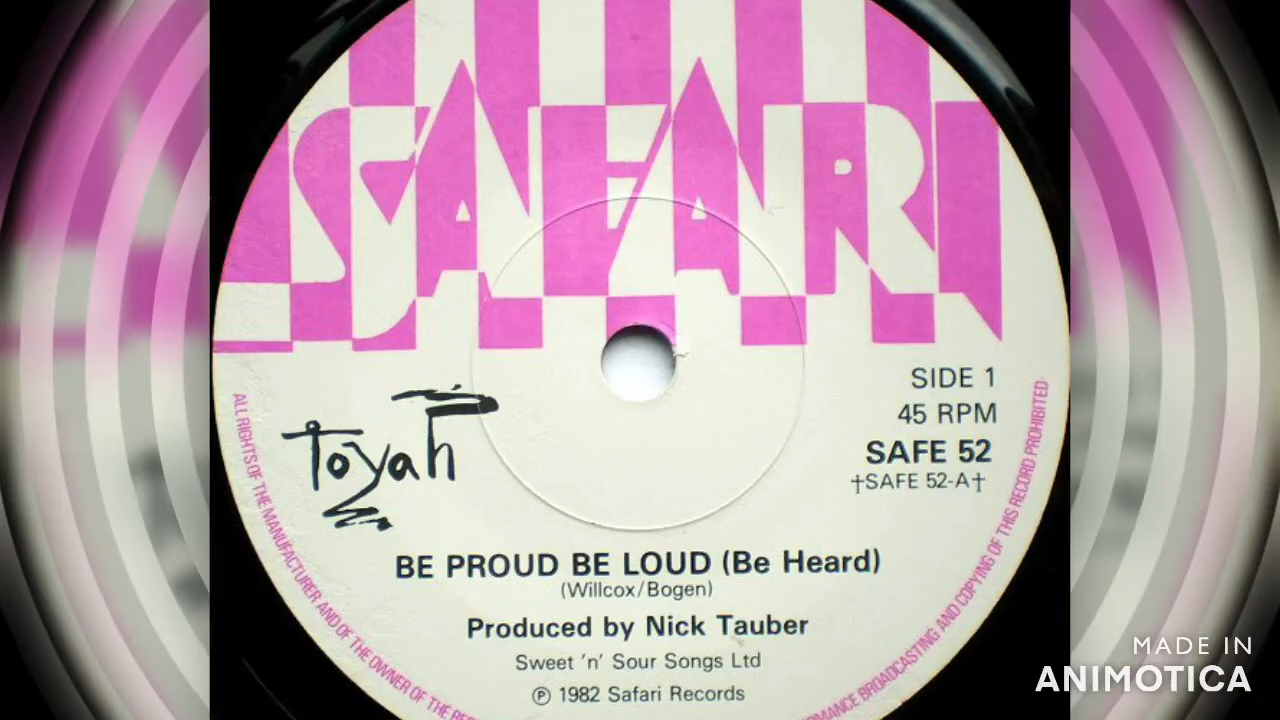 SAFARI
Toyah
SIDE 1
45 RPM
SAFE 52
†SAFE 52-A†
BE PROUD BE LOUD (Be Heard)
(Willcox/Bogen)
Produced by Nick Tauber
Sweet 'n' Sour Songs Ltd
℗ 1982 Safari Records
ALL RIGHTS OF THE MANUFACTURER AND OF THE OWNER OF THE
BROADCASTING AND COPYING OF THIS RECORD PROHIBITED
MADE IN
ANIMOTICA